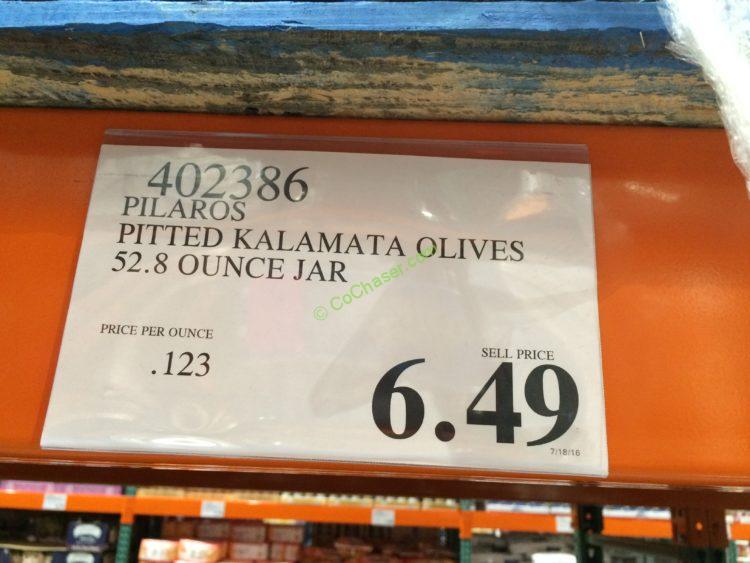 402386
PILAROS
PITTED KALAMATA OLIVES
52.8 OUNCE JAR
© CoChaser.com
PRICE PER OUNCE
.123
SELL PRICE
6.49
7/18/16